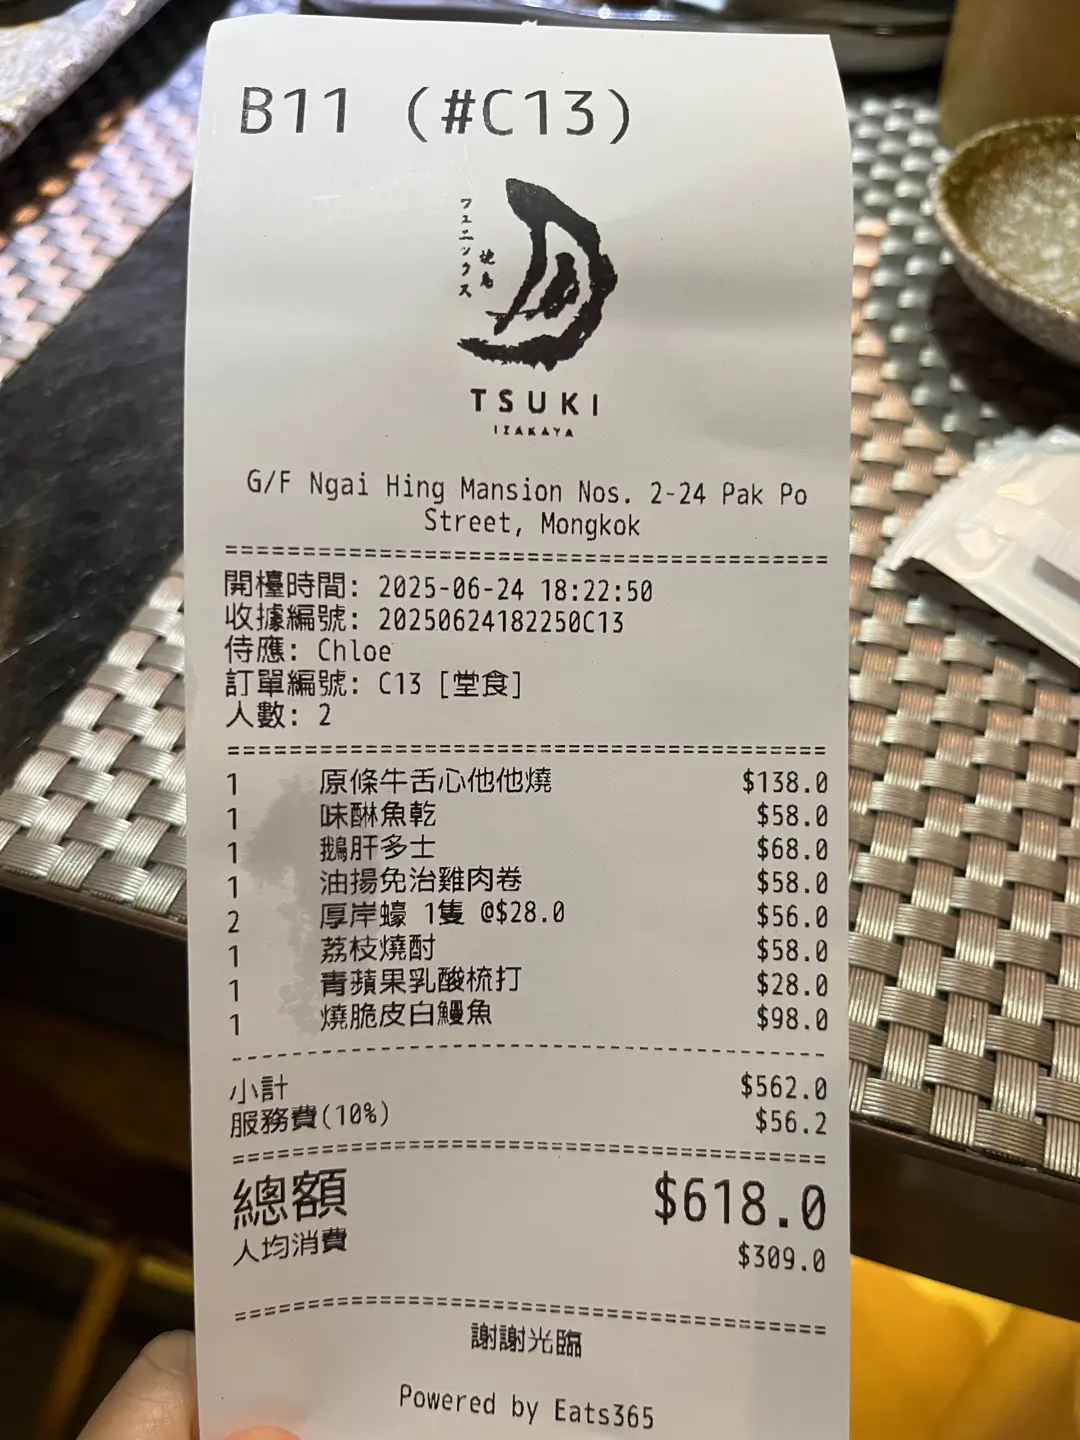 B11 (#C13)
フェニックス
焼鳥
TSUKI
IZAKAYA
G/F Ngai Hing Mansion Nos. 2-24 Pak Po
Street, Mongkok
開檯時間: 2025-06-24 18:22:50
收據編號: 20250624182250C13
侍應: Chloe
訂單編號: C13 [堂食]
人數: 2
1 原條牛舌心他他燒 $138.0
1 味醂魚乾 $58.0
1 鵝肝多士 $68.0
1 油揚免治雞肉卷 $58.0
2 厚岸蠔 1隻 @$28.0 $56.0
1 荔枝燒酎 $58.0
1 青蘋果乳酸梳打 $28.0
1 燒脆皮白鰻魚 $98.0
小計 $562.0
服務費(10%) $56.2
總額 $618.0
人均消費 $309.0
謝謝光臨
Powered by Eats365